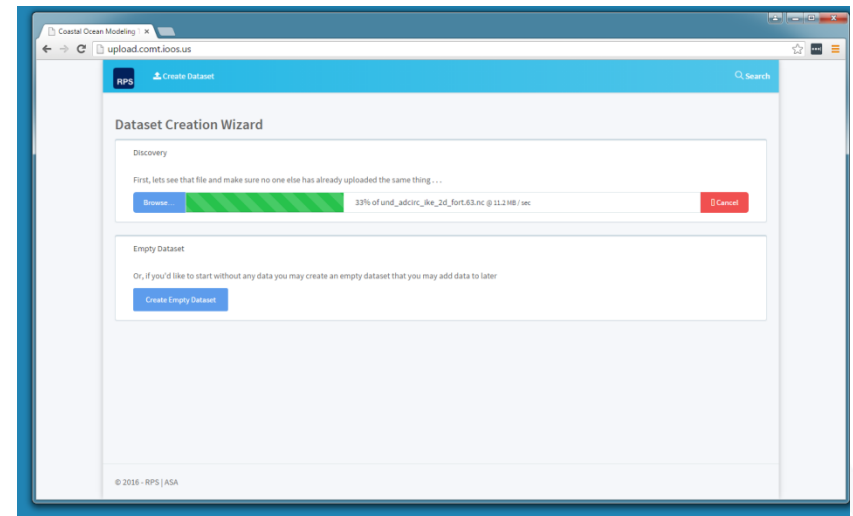 Coastal Ocean Modeling
upload.comt.ioos.us
RPS
Create Dataset
Search
Dataset Creation Wizard
Discovery
First, lets see that file and make sure no one else has already uploaded the same thing . . .
Browse... 33% of und_adcirc_ike_2d_fort.63.nc @ 11.2 MB / sec Cancel
Empty Dataset
Or, if you'd like to start without any data you may create an empty dataset that you may add data to later
Create Empty Dataset
© 2016 - RPS | ASA